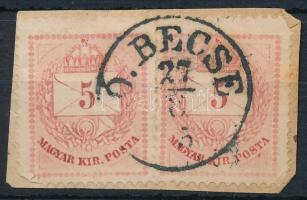 Ó. BECSE
27
5
MAGYAR KIR. POSTA
5
MAGYAR KIR. POSTA